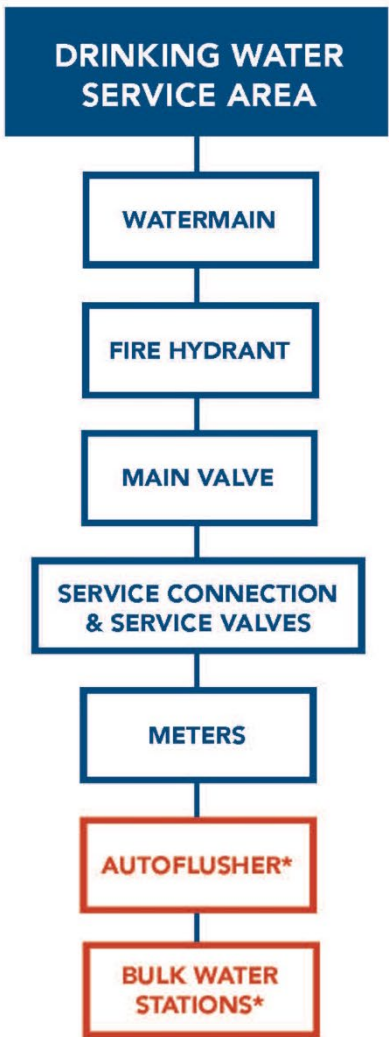 DRINKING WATER
SERVICE AREA
WATERMAIN
FIRE HYDRANT
MAIN VALVE
SERVICE CONNECTION
& SERVICE VALVES
METERS
AUTOFLUSHER*
BULK WATER
STATIONS*